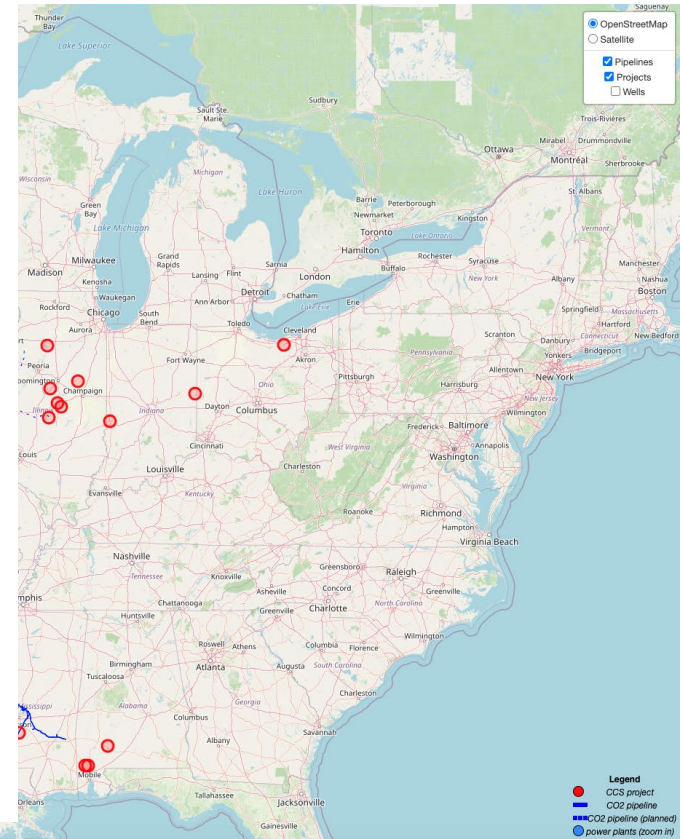 Thunder
Bay
Saguenay
Lake Superior
OpenStreetMap
Satellite
Pipelines
Projects
Wells
Sault Ste.
Marie
Sudbury
Trois-Rivières
Mirabel
Drummondville
Ottawa
Montréal
Sherbrooke
Michigan
Wisconsin
Lake Huron
Barrie
Peterborough
Newmarket
Kingston
St. Albans
Green
Bay
Lake Michigan
Toronto
Lake Ontario
Vermont
Hamilton
Rochester
Syracuse
Milwaukee
Grand
Rapids
Sarnia
London
Buffalo
New York
Manchester
Madison
Kenosha
Lansing
Flint
Albany
Nashua
Waukegan
Ann Arbor
Detroit
Chatham
Boston
Rockford
Chicago
Erie
Lake Erie
Springfield
Massachusetts
Aurora
South
Bend
Toledo
Cleveland
Scranton
Hartford
Danbury
Connecticut
New Bedford
rt
Akron
Pennsylvania
Yonkers
Bridgeport
Peoria
Fort Wayne
Allentown
New York
oomington
Champaign
Ohio
Pittsburgh
Harrisburg
New Jersey
Illinois
Indiana
Dayton
Columbus
Wilmington
Frederick
Baltimore
Cincinnati
Annapolis
West Virginia
Washington
Louis
Louisville
Charleston
Evansville
Virginia
Kentucky
Richmond
Roanoke
Hampton
Virginia Beach
Nashville
Greensboro
Raleigh
Tennessee
Knoxville
Asheville
Concord
Greenville
mphis
Chattanooga
Greenville
Charlotte
North Carolina
Huntsville
Wilmington
Roswell
Athens
Columbia
Florence
Birmingham
Atlanta
Augusta
South Carolina
Tuscaloosa
Charleston
ississippi
Alabama
Georgia
son
Columbus
Savannah
Albany
Mobile
Legend
Orleans
Tallahassee
Jacksonville
CCS project
CO2 pipeline
CO2 pipeline (planned)
Gainesville
power plants (zoom in)